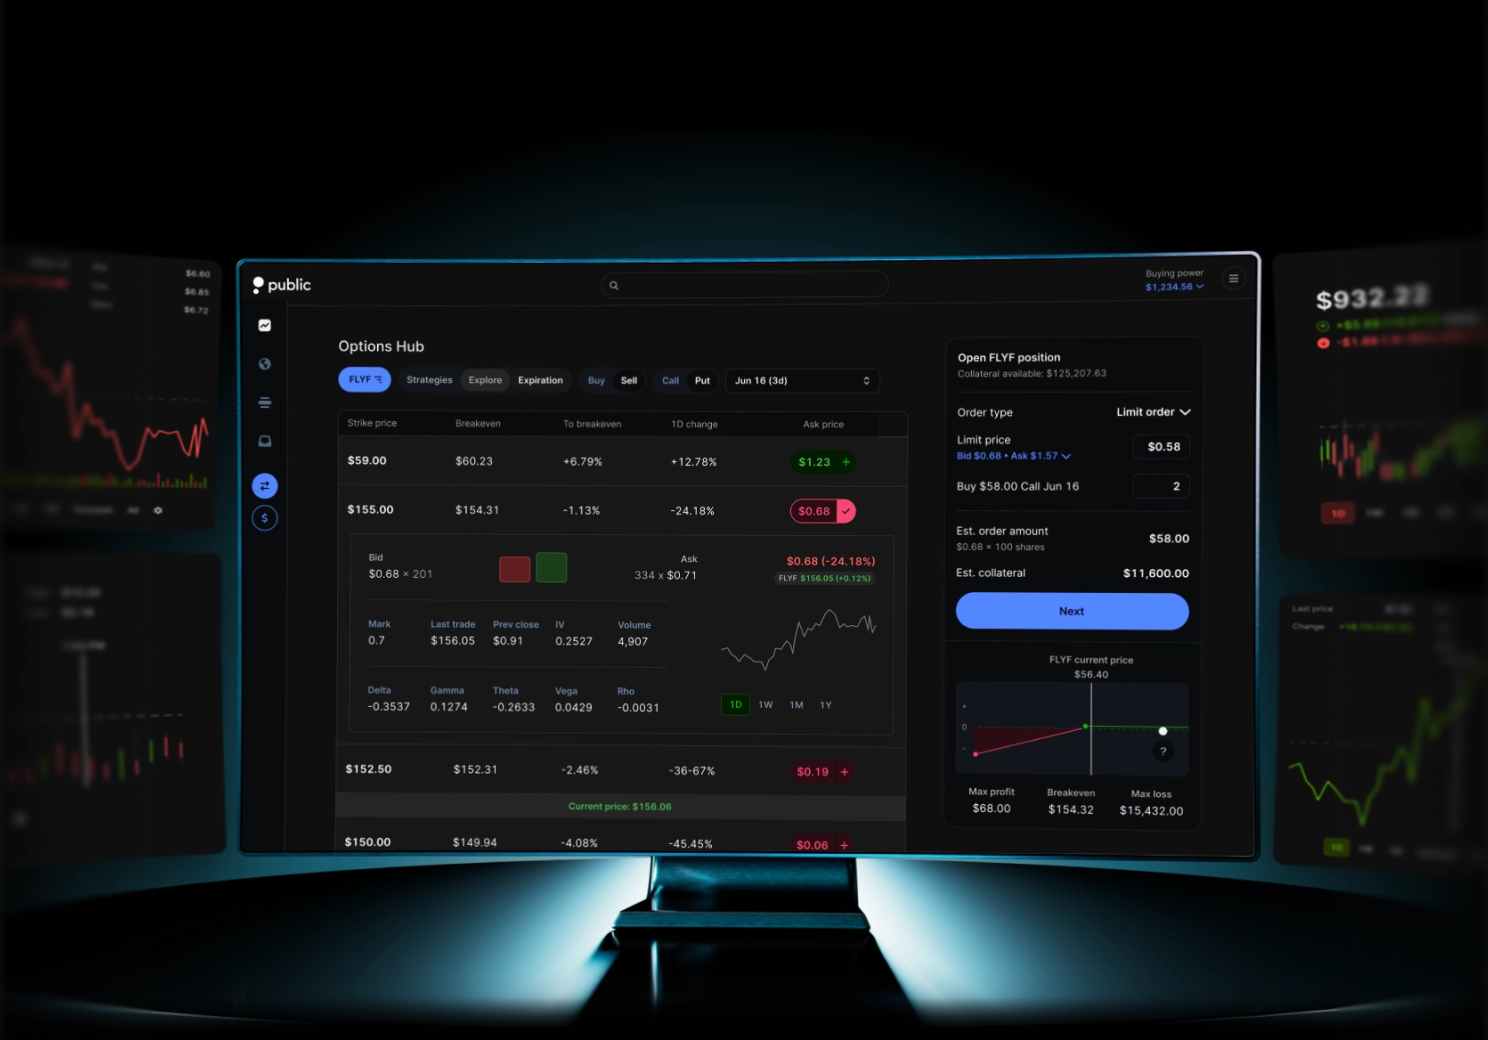 public
Buying power
$1,234.56
Options Hub
FLYF
Strategies Explore Expiration
Buy Sell
Call Put
Jun 16 (3d)
Strike price Breakeven To breakeven 1D change Ask price
$59.00 $60.23 +6.79% +12.78% $1.23 +
$155.00 $154.31 -1.13% -24.18% $0.68
Bid
$0.68 × 201
Ask
334 x $0.71
$0.68 (-24.18%)
FLYF $156.05 (+0.12%)
Mark Last trade Prev close IV Volume
0.7 $156.05 $0.91 0.2527 4,907
Delta Gamma Theta Vega Rho
-0.3537 0.1274 -0.2633 0.0429 -0.0031
1D 1W 1M 1Y
$152.50 $152.31 -2.46% -36-67% $0.19 +
Current price: $156.06
$150.00 $149.94 -4.08% -45.45% $0.06 +
Open FLYF position
Collateral available: $125,207.63
Order type Limit order
Limit price $0.58
Bid $0.68 • Ask $1.57
Buy $58.00 Call Jun 16 2
Est. order amount $58.00
$0.68 × 100 shares
Est. collateral $11,600.00
Next
FLYF current price
$56.40
+
0
-
?
Max profit Breakeven Max loss
$68.00 $154.32 $15,432.00
$6.60
$6.85
$6.72
$932.22
1D
Last price
Change
1D